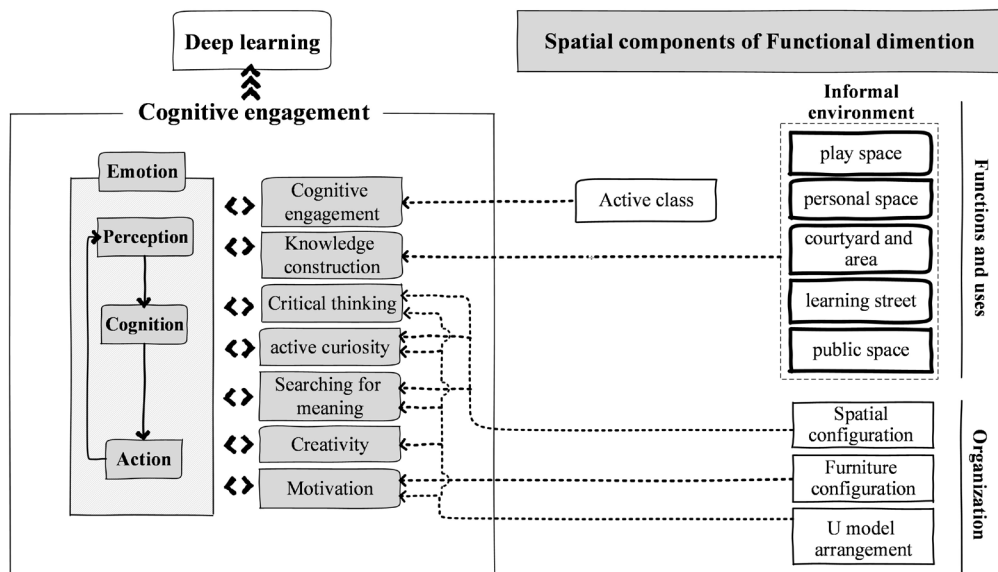 Deep learning
Spatial components of Functional dimention
Cognitive engagement
Informal
environment
Emotion
Perception
Cognition
Action
Cognitive
engagement
Knowledge
construction
Critical thinking
active curiosity
Searching for
meaning
Creativity
Motivation
Active class
play space
personal space
courtyard and
area
learning street
public space
Functions and uses
Spatial
configuration
Furniture
configuration
U model
arrangement
Organization